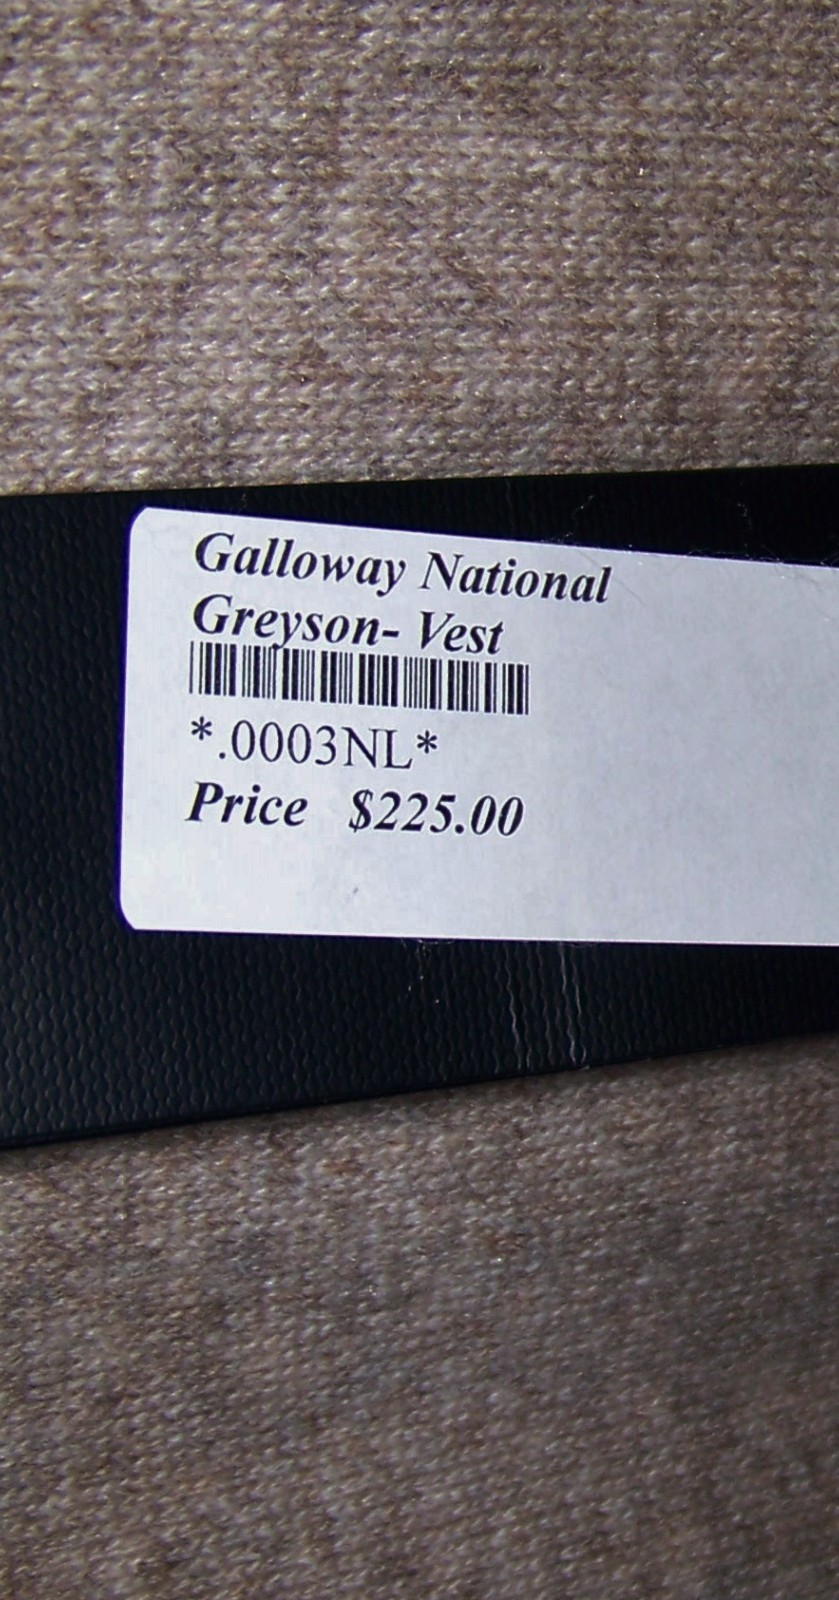 Galloway National
Greyson- Vest
*.0003NL*
Price $225.00